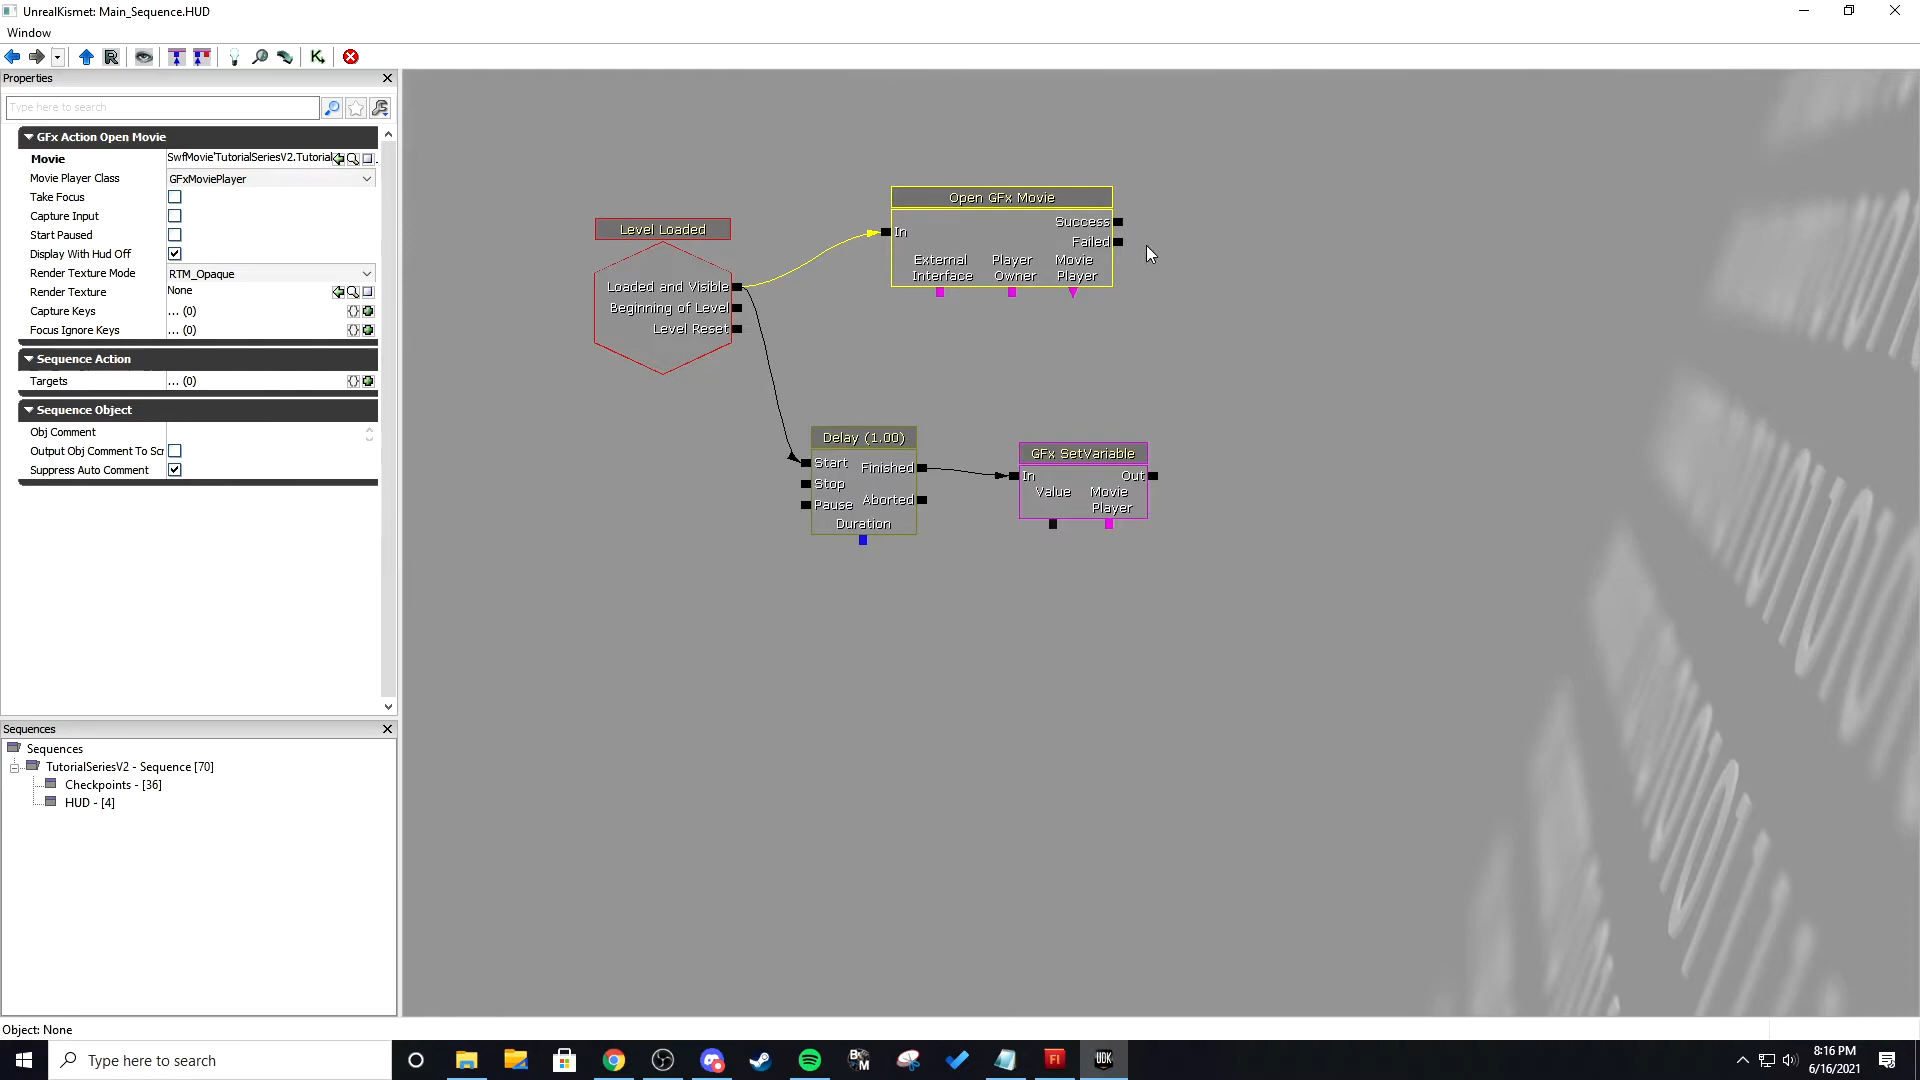 UnrealKismet: Main_Sequence.HUD
Window
Properties
Type here to search
GFx Action Open Movie
Movie
SwfMovie'TutorialSeriesV2.Tutorial
Movie Player Class
GFxMoviePlayer
Take Focus
Capture Input
Start Paused
Display With Hud Off
Render Texture Mode
RTM_Opaque
Render Texture
None
Capture Keys
... (0)
Focus Ignore Keys
... (0)
Sequence Action
Targets
... (0)
Sequence Object
Obj Comment
Output Obj Comment To Scr
Suppress Auto Comment
Sequences
Sequences
TutorialSeriesV2 - Sequence [70]
Checkpoints - [36]
HUD - [4]
Level Loaded
Loaded and Visible
Beginning of Level
Level Reset
Open GFx Movie
In
Success
Failed
External
Interface
Player
Owner
Movie
Player
Delay (1.00)
Start
Finished
Stop
Pause
Aborted
Duration
GFx SetVariable
In
Out
Value
Movie
Player
Object: None
Type here to search
8:16 PM
6/16/2021
Fl
UDK